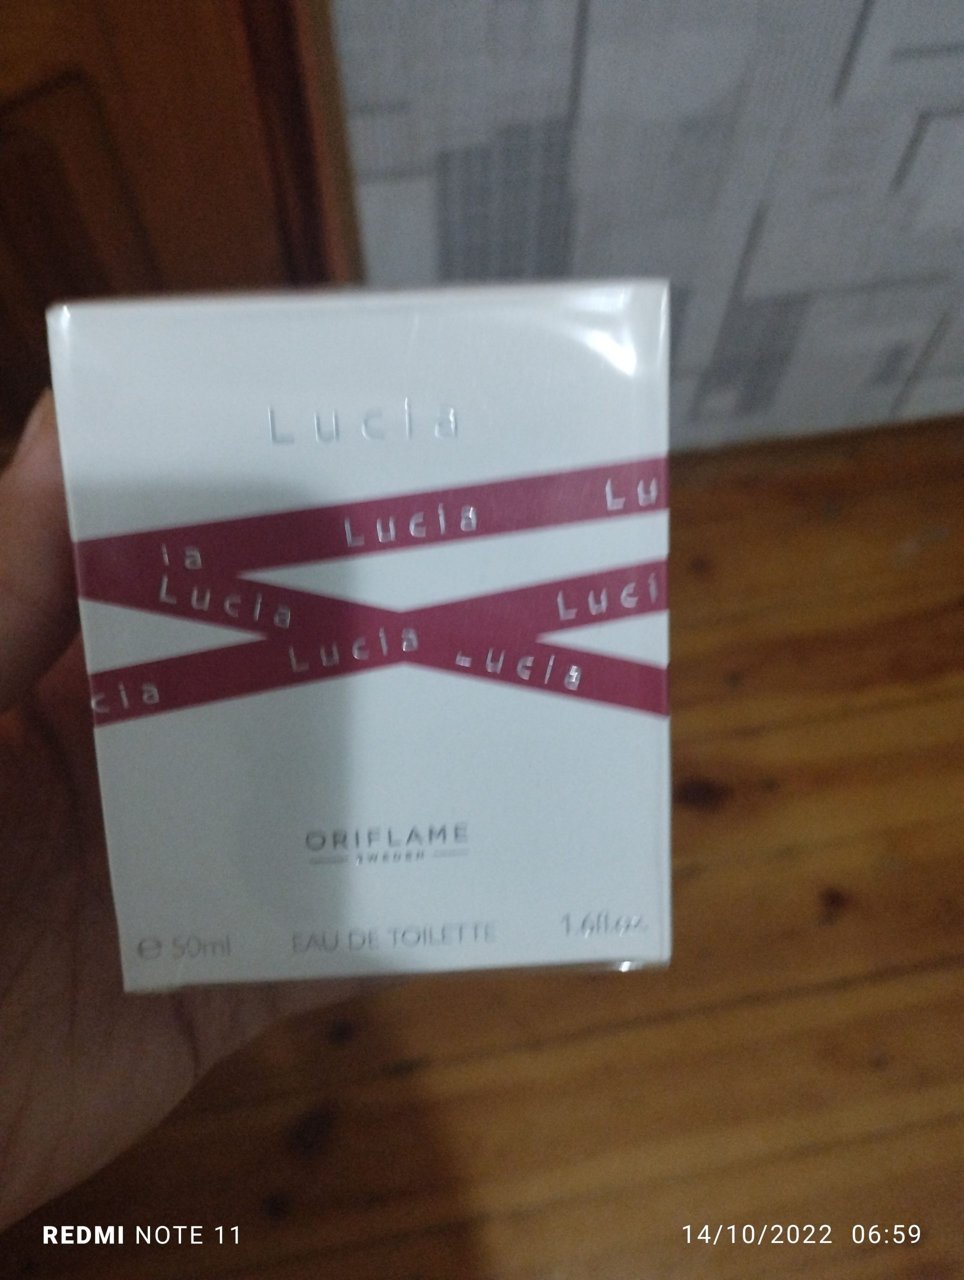 Lucia
Lu
Lucia
ia
Lucia
Luci
Lucia
Lucia
cia
ORIFLAME
SWEDEN
e 50ml EAU DE TOILETTE 1.6fl.oz.
REDMI NOTE 11 14/10/2022 06:59